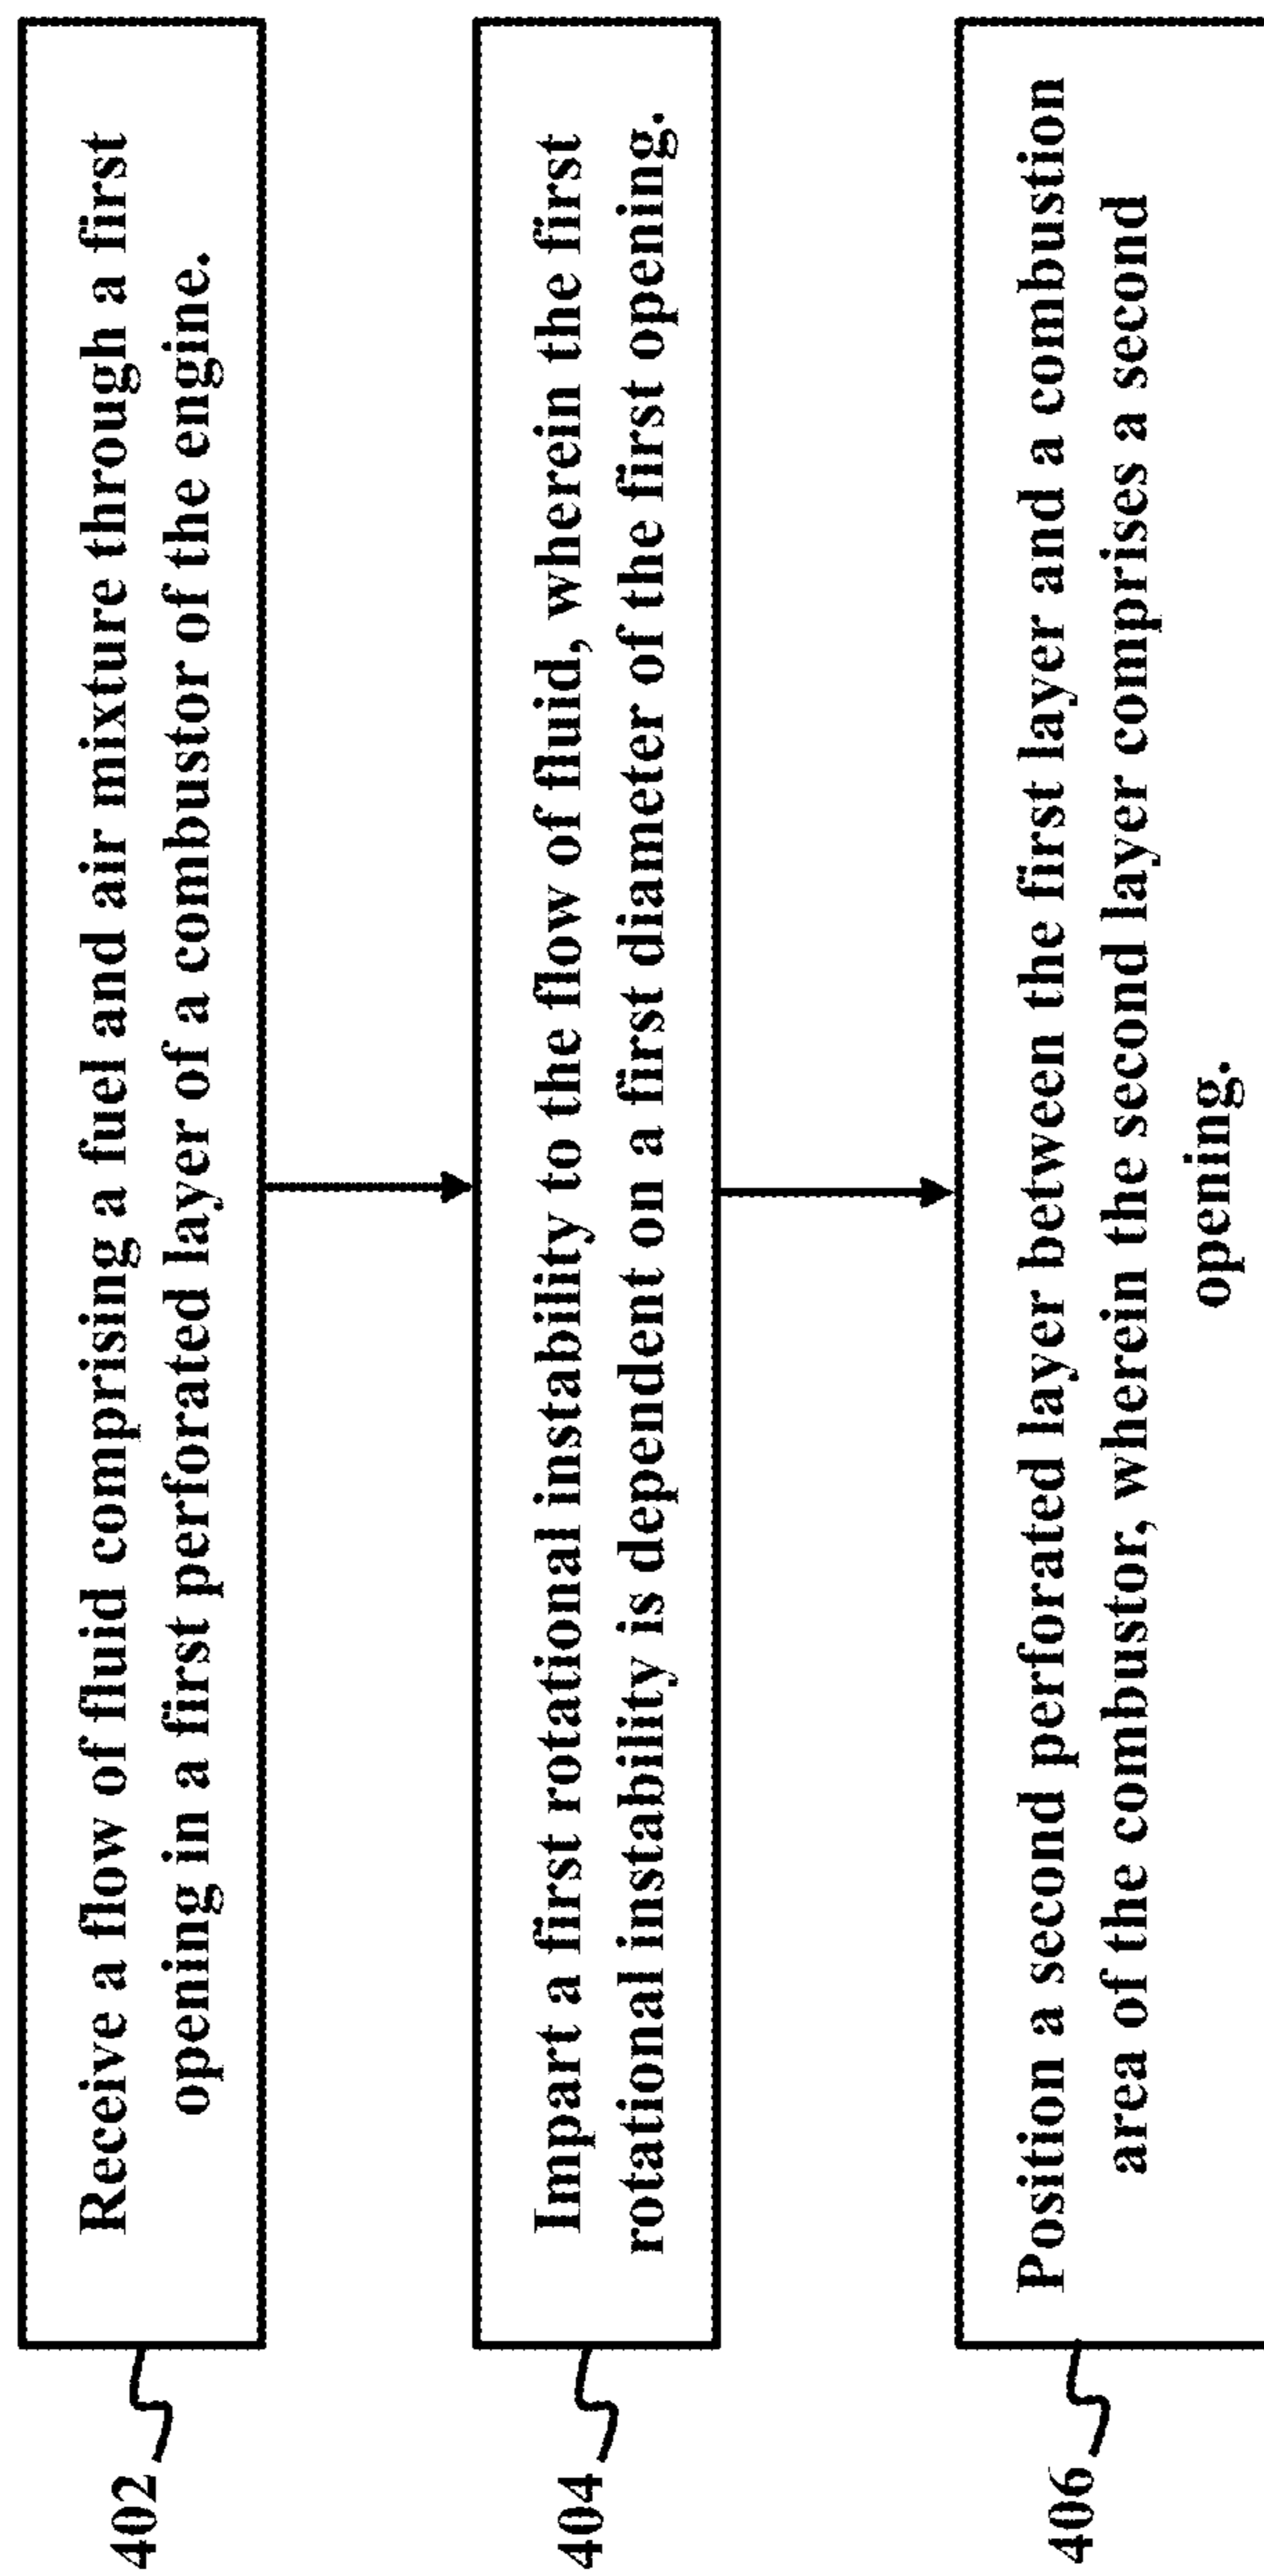 402
Receive a flow of fluid comprising a fuel and air mixture through a first
opening in a first perforated layer of a combustor of the engine.
404
Impart a first rotational instability to the flow of fluid, wherein the first
rotational instability is dependent on a first diameter of the first opening.
406
Position a second perforated layer between the first layer and a combustion
area of the combustor, wherein the second layer comprises a second
opening.